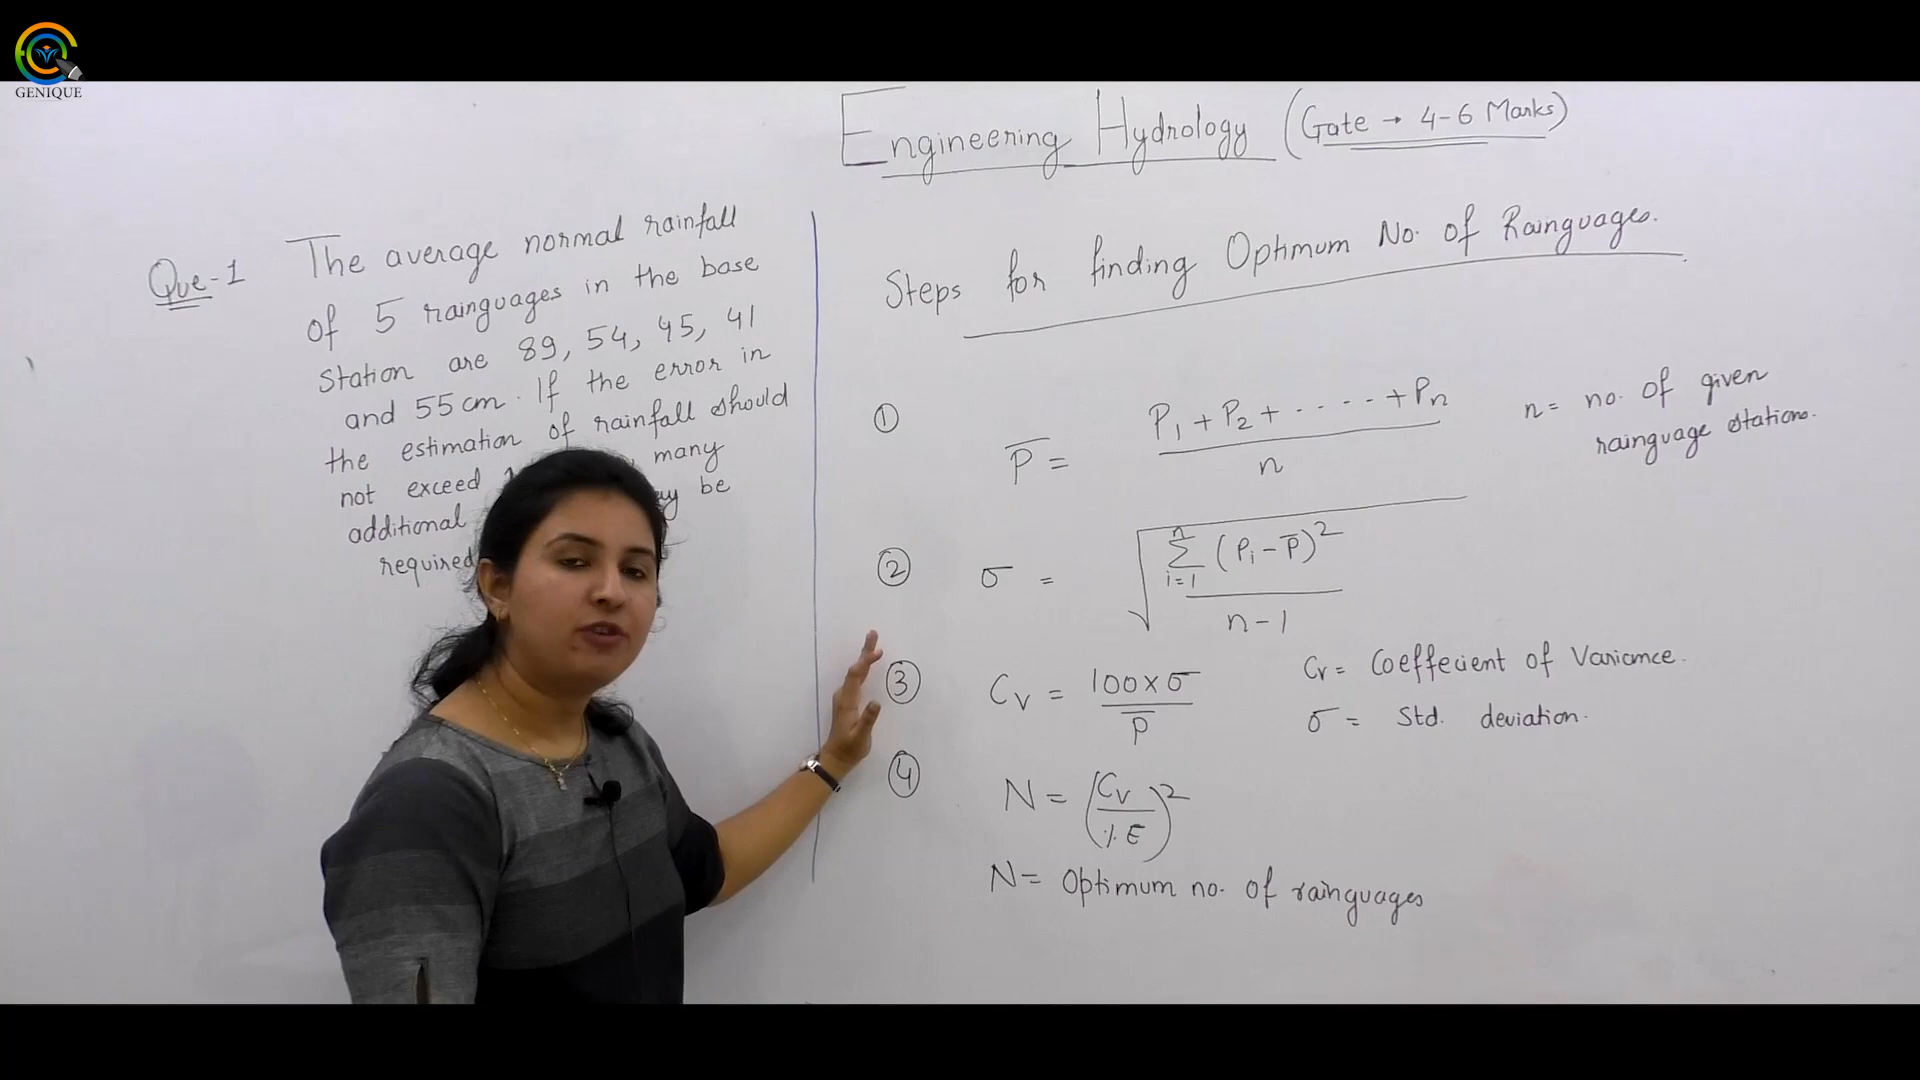 GENIQUE
Engineering Hydrology (Gate → 4-6 Marks)
Que-1 The average normal rainfall
of 5 rainguages in the base
Station are 89, 54, 45, 41
and 55 cm. If the error in
the estimation of rainfall should
not exceed many
additional be
required
Steps for finding Optimum No. of Rainguages.
① P̅ = (P₁ + P₂ + ..... + Pₙ) / n
n = no. of given
rainguage stations.
② σ = √( Σⁿᵢ₌₁ (Pᵢ - P̅)² / (n - 1) )
③ Cᵥ = 100 x σ / P̅
Cᵥ = Coeffecient of Variance.
σ = Std. deviation.
④ N = (Cᵥ / % E)²
N = Optimum no. of rainguages